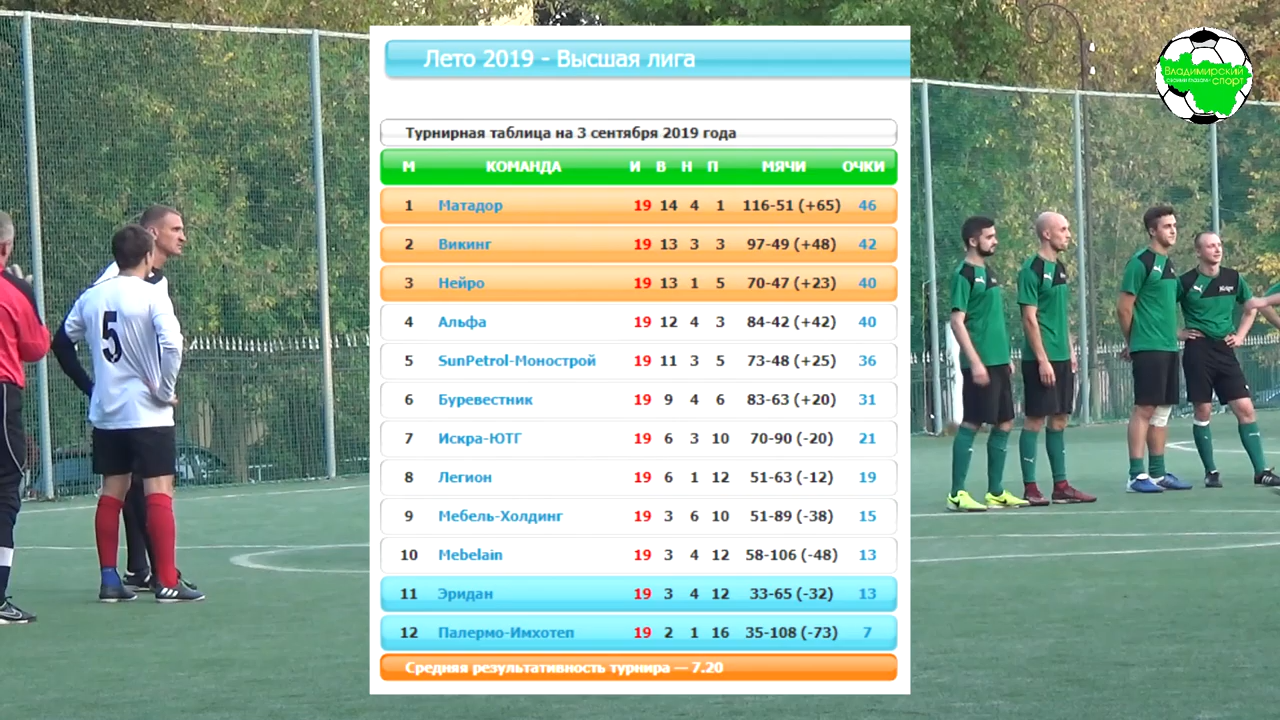 Лето 2019 - Высшая лига
Владимирский
спорт
Турнирная таблица на 3 сентября 2019 года
М КОМАНДА И В Н П МЯЧИ ОЧКИ
1 Матадор 19 14 4 1 116-51 (+65) 46
2 Викинг 19 13 3 3 97-49 (+48) 42
3 Нейро 19 13 1 5 70-47 (+23) 40
4 Альфа 19 12 4 3 84-42 (+42) 40
5 SunPetrol-Монострой 19 11 3 5 73-48 (+25) 36
6 Буревестник 19 9 4 6 83-63 (+20) 31
7 Искра-ЮТГ 19 6 3 10 70-90 (-20) 21
8 Легион 19 6 1 12 51-63 (-12) 19
9 Мебель-Холдинг 19 3 6 10 51-89 (-38) 15
10 Mebelain 19 3 4 12 58-106 (-48) 13
11 Эридан 19 3 4 12 33-65 (-32) 13
12 Палермо-Имхотеп 19 2 1 16 35-108 (-73) 7
Средняя результативность турнира — 7.20
5